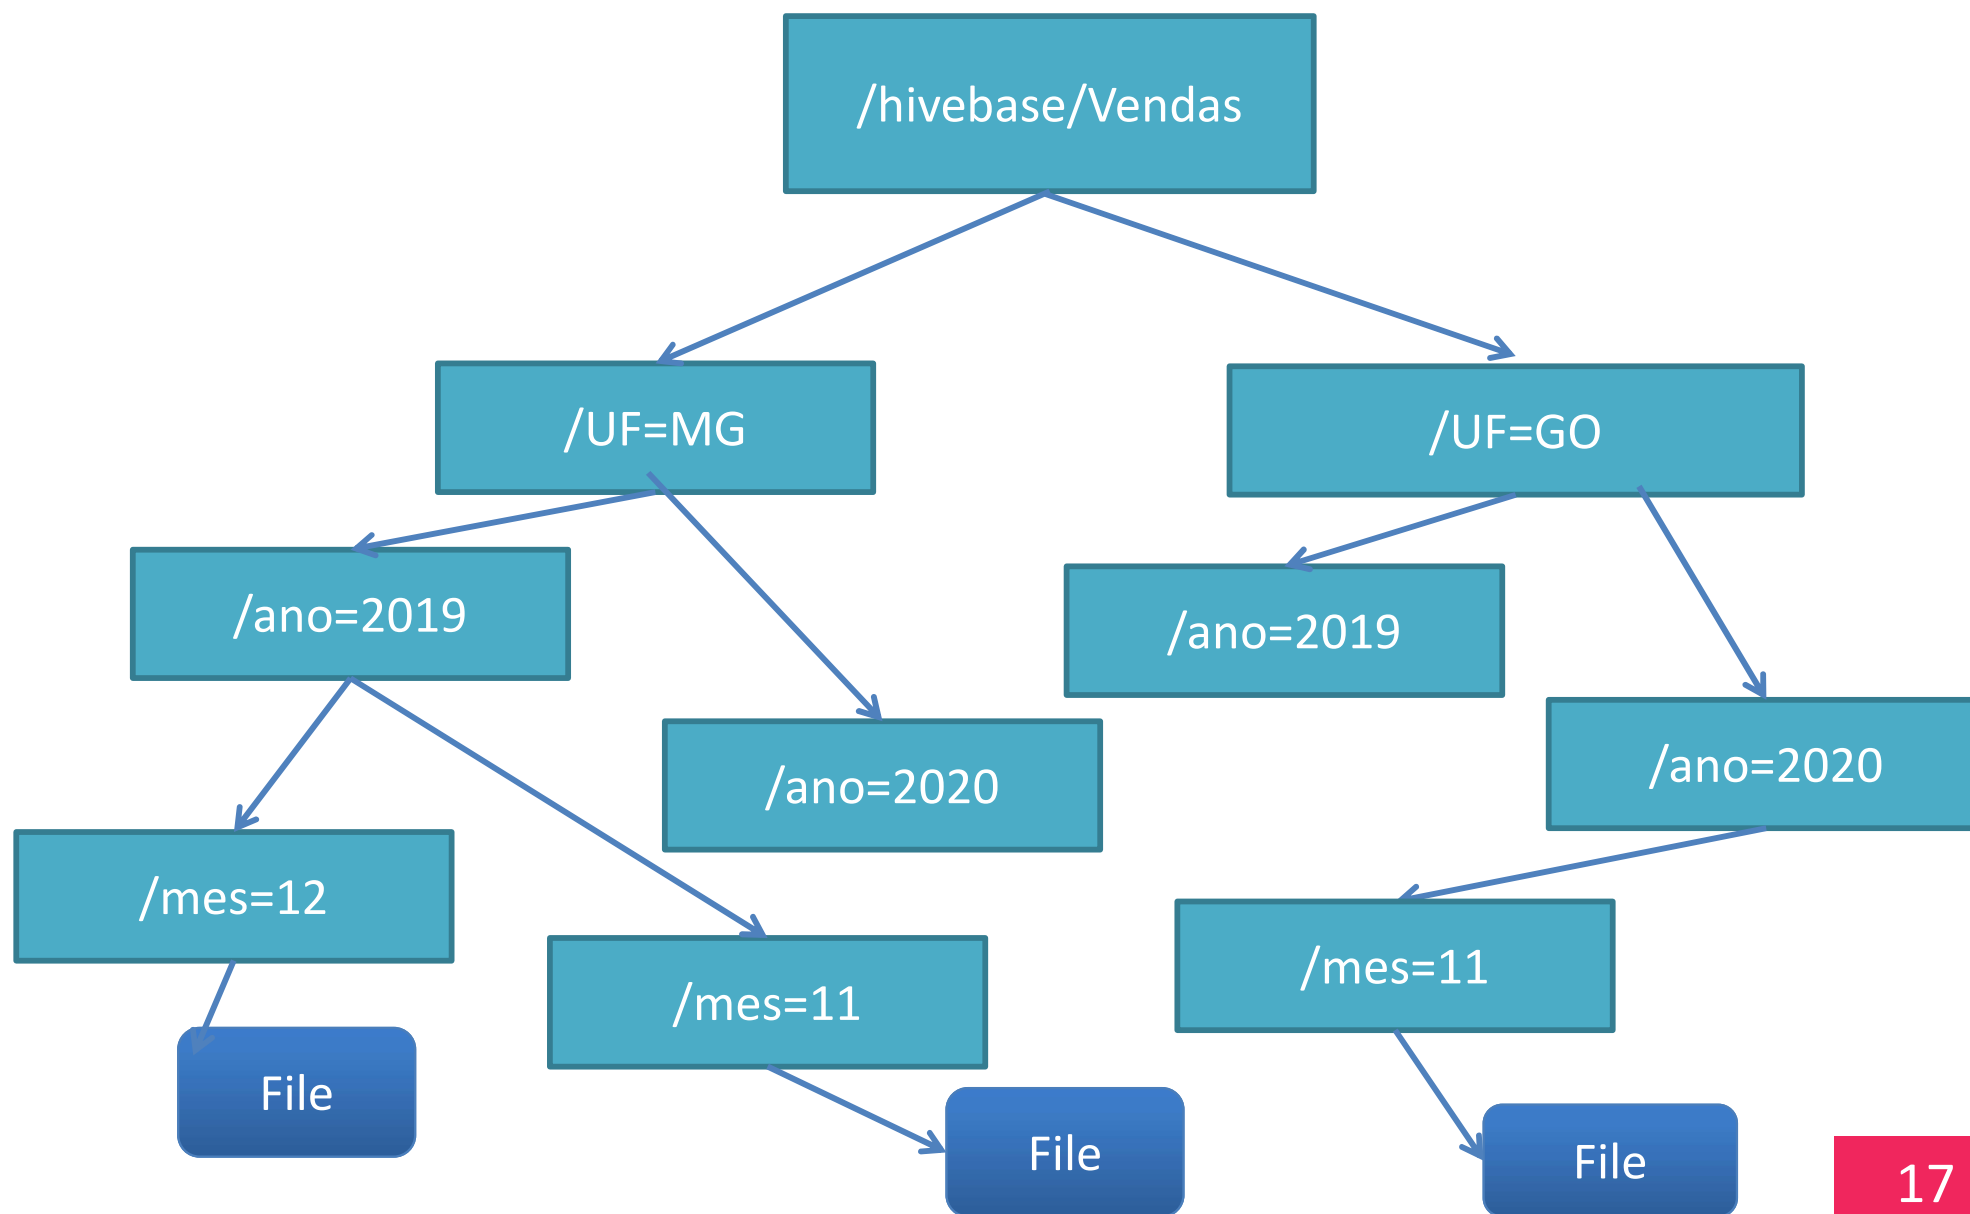 /hivebase/Vendas
/UF=MG
/UF=GO
/ano=2019
/ano=2019
/ano=2020
/ano=2020
/mes=12
/mes=11
/mes=11
File
File
File
17